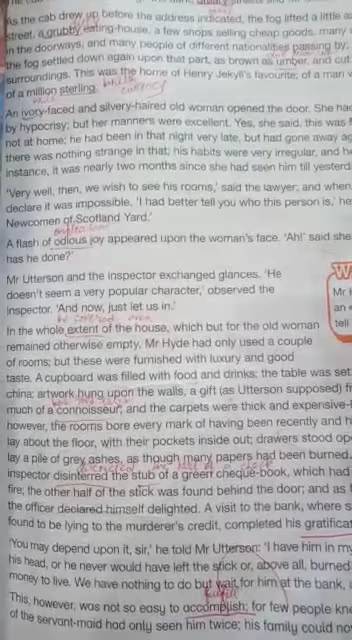 As the cab drew up before the address indicated, the fog lifted a little a
street, a grubby eating-house, a few shops selling cheap goods, many
in the doorways, and many people of different nationalities passing by;
the fog settled down again upon that part, as brown as umber, and cut
surroundings. This was the home of Henry Jekyll's favourite; of a man
of a million sterling.
currency
An ivory-faced and silvery-haired old woman opened the door. She ha
by hypocrisy; but her manners were excellent. Yes, she said, this was
not at home; he had been in that night very late, but had gone away ag
there was nothing strange in that; his habits were very irregular, and h
instance, it was nearly two months since she had seen him till yesterd
'Very well, then, we wish to see his rooms,' said the lawyer; and when
declare it was impossible, 'I had better tell you who this person is,' he
Newcomen of Scotland Yard.'
A flash of odious joy appeared upon the woman's face. 'Ah!' said she
has he done?'
Mr Utterson and the inspector exchanged glances. 'He
doesn't seem a very popular character,' observed the
inspector. 'And now, just let us in.'
W
Mr H
an e
tell
covered area
In the whole extent of the house, which but for the old woman
remained otherwise empty, Mr Hyde had only used a couple
of rooms; but these were furnished with luxury and good
taste. A cupboard was filled with food and drinks; the table was set
china; artwork hung upon the walls, a gift (as Utterson supposed) f
much of a connoisseur; and the carpets were thick and expensive-
however, the rooms bore every mark of having been recently and h
lay about the floor, with their pockets inside out; drawers stood op
lay a pile of grey ashes, as though many papers had been burned.
inspector disinterred the stub of a green cheque-book, which had
fire; the other half of the stick was found behind the door; and as
the officer declared himself delighted. A visit to the bank, where s
found to be lying to the murderer's credit, completed his gratificat
'You may depend upon it, sir,' he told Mr Utterson: 'I have him in my
his head, or he never would have left the stick or, above all, burned
money to live. We have nothing to do but wait for him at the bank,
fulfill
This, however, was not so easy to accomplish; for few people kne
of the servant-maid had only seen him twice; his family could no